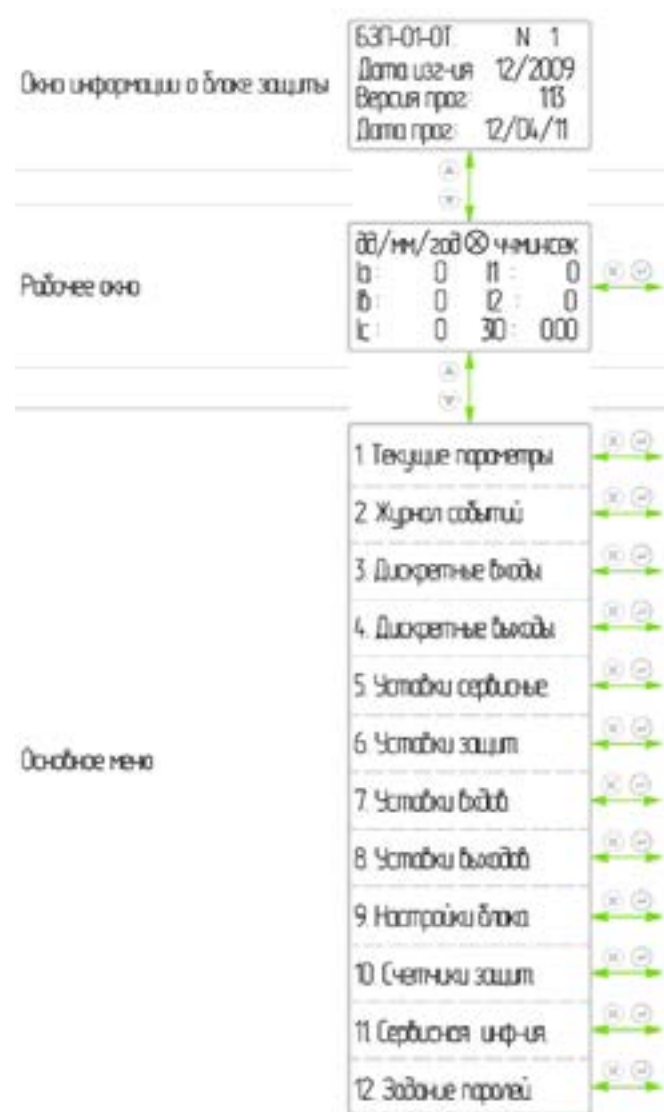 БЗП-01-ОТ N 1
Окно информации о блоке защиты
Дата изг-ия 12/2009
Версия прог: 113
Дата прог: 12/04/11
Рабочее окно
дд/мм/год ⊗ ччминсек
Ia : 0 I1 : 0
Ib : 0 I2 : 0
Ic : 0 3I0 : 0.00
Основное меню
1. Текущие параметры
2. Журнал событий
3. Дискретные входы
4. Дискретные выходы
5. Уставки сервисные
6. Уставки защит
7. Уставки входов
8. Уставки выходов
9. Настройки блока
10. Счетчики защит
11. Сервисная инф-ия
12. Задание паролей